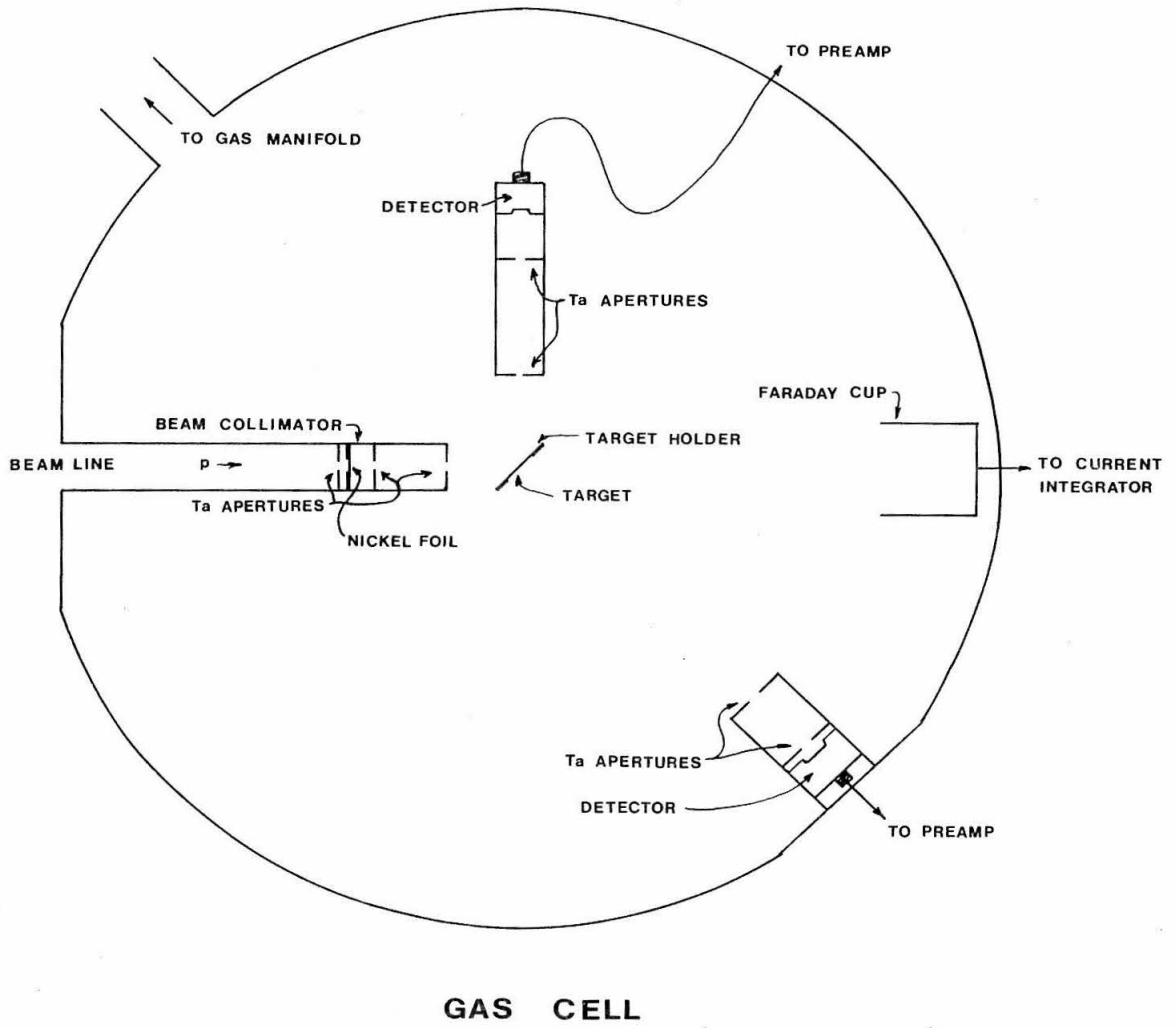 TO PREAMP
TO GAS MANIFOLD
DETECTOR
Ta APERTURES
FARADAY CUP
BEAM COLLIMATOR
TARGET HOLDER
BEAM LINE
p
TO CURRENT
INTEGRATOR
TARGET
Ta APERTURES
NICKEL FOIL
Ta APERTURES
DETECTOR
TO PREAMP
GAS CELL